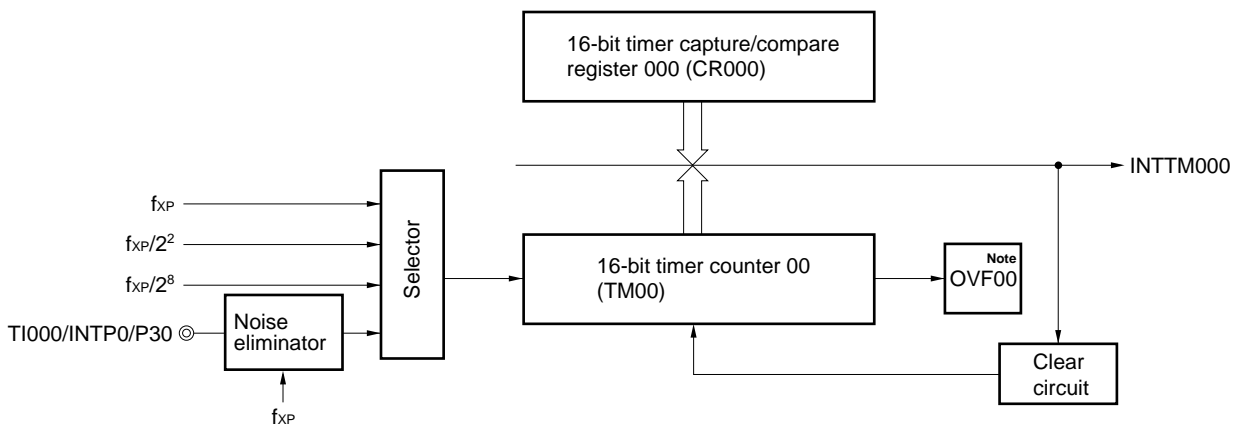 16-bit timer capture/compare
register 000 (CR000)
INTTM000
fXP
fXP/2²
fXP/2⁸
TI000/INTP0/P30
Noise
eliminator
fXP
Selector
16-bit timer counter 00
(TM00)
Note
OVF00
Clear
circuit